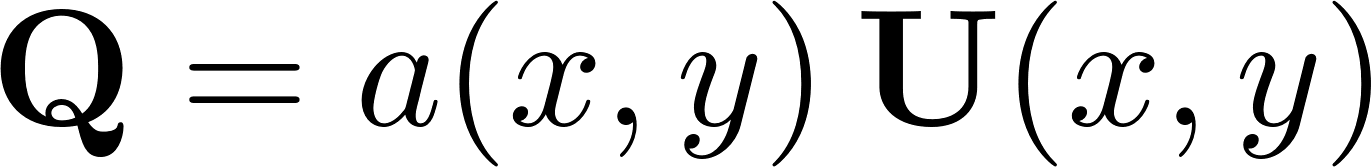 𝐐 = 𝑎(𝑥, 𝑦) 𝐔(𝑥, 𝑦)